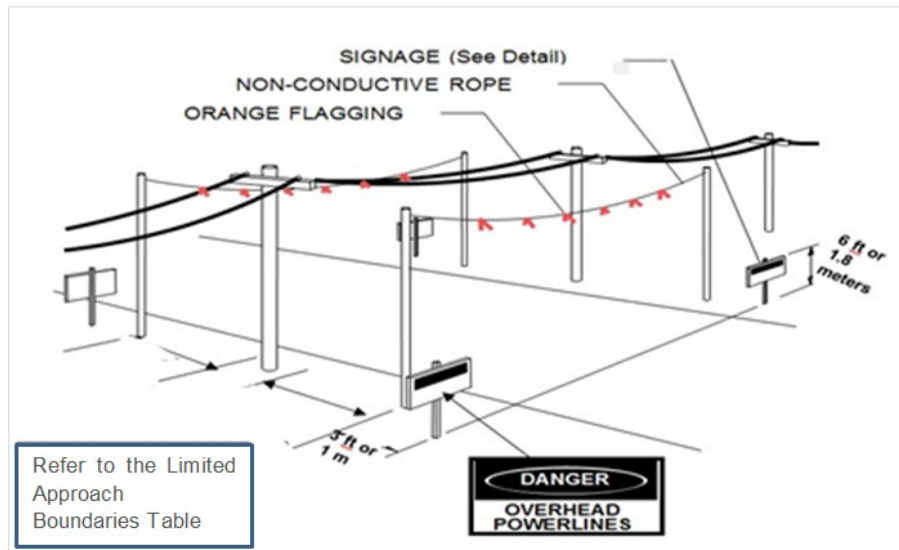 SIGNAGE (See Detail)
NON-CONDUCTIVE ROPE
ORANGE FLAGGING
6 ft or
1.8
meters
3 ft or
1 m
Refer to the Limited
Approach
Boundaries Table
DANGER
OVERHEAD
POWERLINES